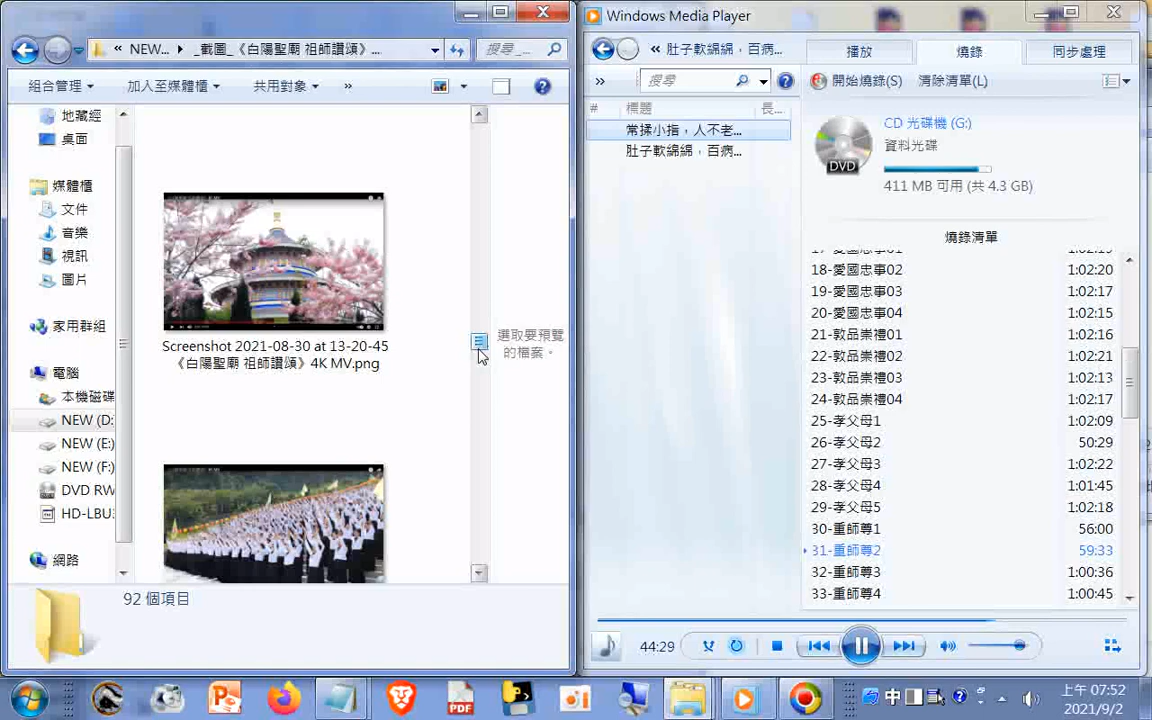 NEW...
_截圖_《白陽聖廟 祖師讚頌》...
搜尋_...
組合管理
加入至媒體櫃
共用對象
»
地藏經
桌面
媒體櫃
文件
音樂
視訊
圖片
家用群組
電腦
本機磁碟
NEW (D:
NEW (E:)
NEW (F:)
DVD RW
HD-LBU3
網路
Screenshot 2021-08-30 at 13-20-45
《白陽聖廟 祖師讚頌》4K MV.png
選取要預覽
的檔案。
92 個項目
Windows Media Player
« 肚子軟綿綿，百病...
播放
燒錄
同步處理
»
搜尋
開始燒錄(S)
清除清單(L)
#
標題
長...
常揉小指，人不老...
肚子軟綿綿，百病...
CD 光碟機 (G:)
資料光碟
DVD
411 MB 可用 (共 4.3 GB)
燒錄清單
18-愛國忠事02 1:02:20
19-愛國忠事03 1:02:17
20-愛國忠事04 1:02:17
21-敦品崇禮01 1:02:16
22-敦品崇禮02 1:02:21
23-敦品崇禮03 1:02:13
24-敦品崇禮04 1:02:17
25-孝父母1 1:02:09
26-孝父母2 50:29
27-孝父母3 1:02:22
28-孝父母4 1:01:45
29-孝父母5 1:02:18
30-重師尊1 56:00
31-重師尊2 59:33
32-重師尊3 1:00:36
33-重師尊4 1:00:45
44:29
PDF
中
上午 07:52
2021/9/2